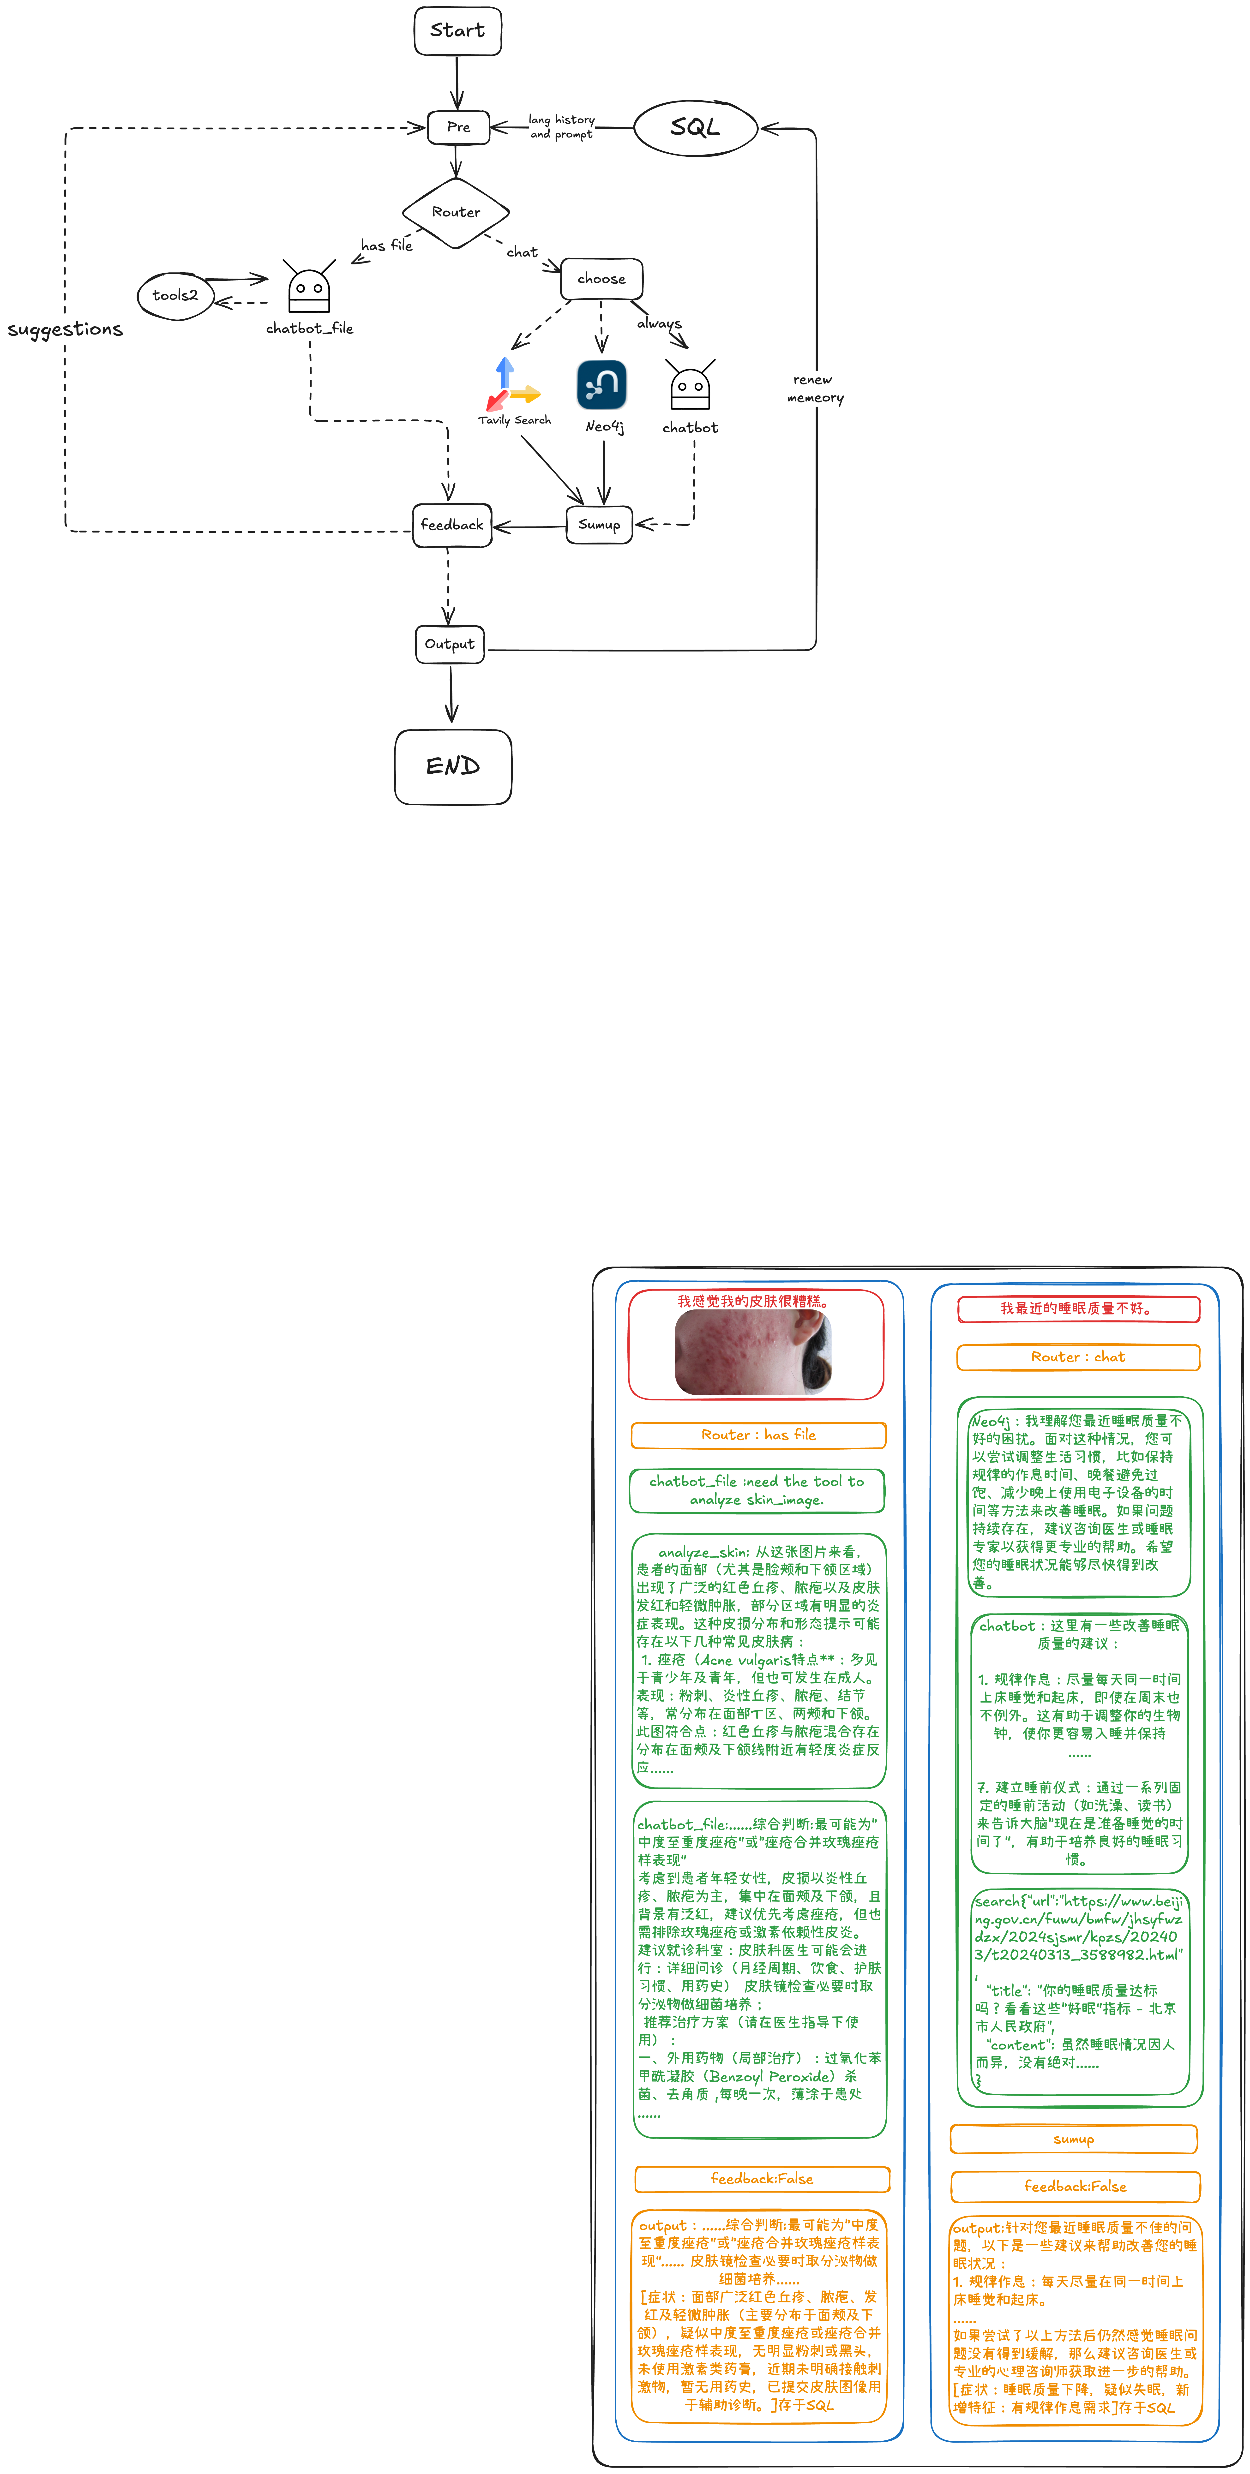 Start
Pre
lang history
and prompt
SQL
Router
has file
chat
choose
tools2
chatbot_file
suggestions
always
Tavily Search
Neo4j
chatbot
renew
memeory
feedback
Sumup
Output
END
我感觉我的皮肤很糟糕。
Router：has file
chatbot_file :need the tool to
analyze skin_image.
analyze_skin: 从这张图片来看，
患者的面部（尤其是脸颊和下颌区域）
出现了广泛的红色丘疹、脓疱以及皮肤
发红和轻微肿胀，部分区域有明显的炎
症表现。这种皮损分布和形态提示可能
存在以下几种常见皮肤病：
1. 痤疮（Acne vulgaris特点**：多见
于青少年及青年，但也可发生在成人。
表现：粉刺、炎性丘疹、脓疱、结节
等，常分布在面部T区、两颊和下颌。
此图符合点：红色丘疹与脓疱混合存在
分布在面颊及下颌线附近有轻度炎症反
应……
chatbot_file:……综合判断:最可能为"
中度至重度痤疮"或"痤疮合并玫瑰痤疮
样表现"
考虑到患者年轻女性，皮损以炎性丘
疹、脓疱为主，集中在面颊及下颌，且
背景有泛红，建议优先考虑痤疮，但也
需排除玫瑰痤疮或激素依赖性皮炎。
建议就诊科室：皮肤科医生可能会进
行：详细问诊（月经周期、饮食、护肤
习惯、用药史） 皮肤镜检查必要时取
分泌物做细菌培养；
推荐治疗方案（请在医生指导下使
用）：
一、外用药物（局部治疗）：过氧化苯
甲酰凝胶（Benzoyl Peroxide）杀
菌、去角质 ,每晚一次，薄涂于患处
……
feedback:False
output：……综合判断:最可能为"中度
至重度痤疮"或"痤疮合并玫瑰痤疮样表
现"…… 皮肤镜检查必要时取分泌物做
细菌培养……
[症状：面部广泛红色丘疹、脓疱、发
红及轻微肿胀（主要分布于面颊及下
颌），疑似中度至重度痤疮或痤疮合并
玫瑰痤疮样表现，无明显粉刺或黑头，
未使用激素类药膏，近期未明确接触刺
激物，暂无用药史，已提交皮肤图像用
于辅助诊断。]存于SQL
我最近的睡眠质量不好。
Router：chat
Neo4j：我理解您最近睡眠质量不
好的困扰。面对这种情况，您可
以尝试调整生活习惯，比如保持
规律的作息时间、晚餐避免过
饱、减少晚上使用电子设备的时
间等方法来改善睡眠。如果问题
持续存在，建议咨询医生或睡眠
专家以获得更专业的帮助。希望
您的睡眠状况能够尽快得到改
善。
chatbot：这里有一些改善睡眠
质量的建议：
1. 规律作息：尽量每天同一时间
上床睡觉和起床，即使在周末也
不例外。这有助于调整你的生物
钟，使你更容易入睡并保持
……
7. 建立睡前仪式：通过一系列固
定的睡前活动（如洗澡、读书）
来告诉大脑"现在是准备睡觉的时
间了"，有助于培养良好的睡眠习
惯。
search{"url":"https://www.beiji
ng.gov.cn/fuwu/bmfw/jhsyfwz
dzx/2024sjsmr/kpzs/202403
3/t20240313_3588982.html"
,
"title": "你的睡眠质量达标
吗？看看这些"好眠"指标 - 北京
市人民政府",
"content": 虽然睡眠情况因人
而异，没有绝对……
}
sumup
feedback:False
output:针对您最近睡眠质量不佳的问
题，以下是一些建议来帮助改善您的睡
眠状况：
1. 规律作息：每天尽量在同一时间上
床睡觉和起床。
……
如果尝试了以上方法后仍然感觉睡眠问
题没有得到缓解，那么建议咨询医生或
专业的心理咨询师获取进一步的帮助。
[症状：睡眠质量下降，疑似失眠，新
增特征：有规律作息需求]存于SQL